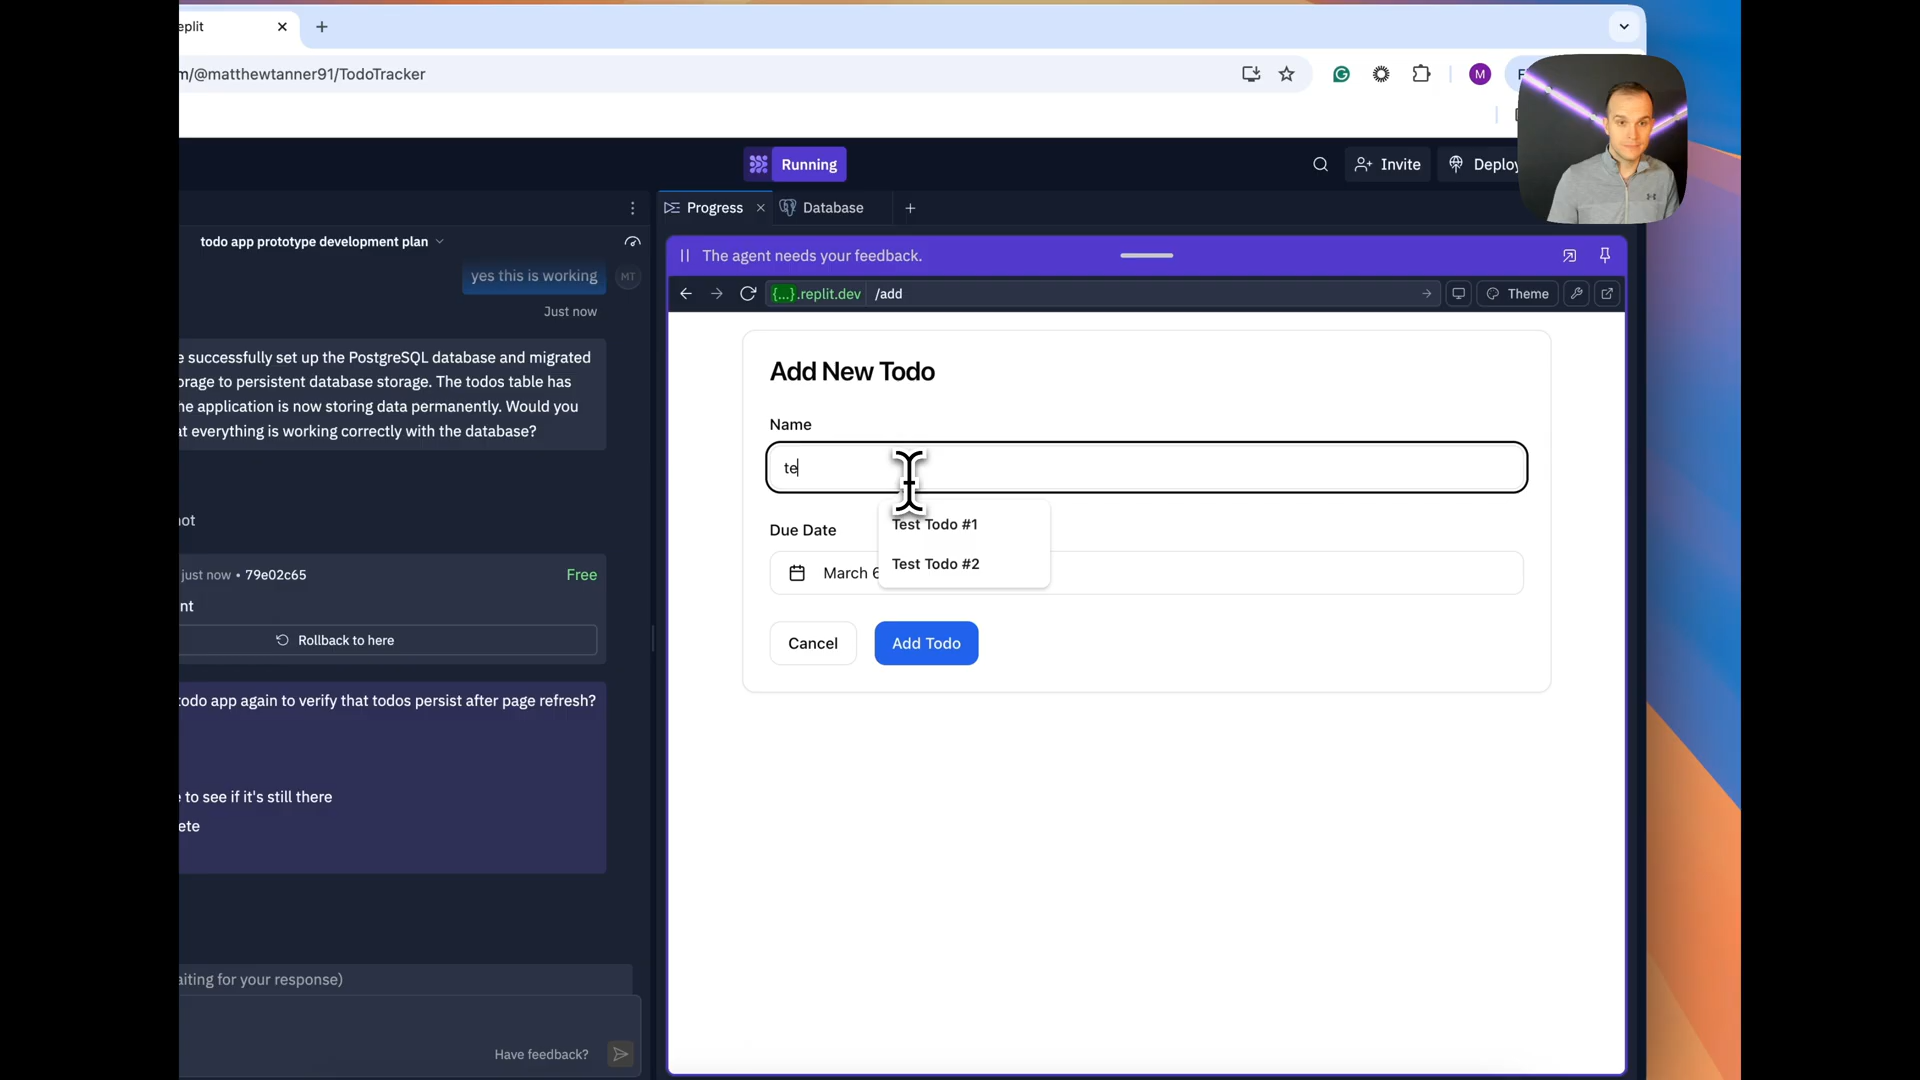 eplit
m/@matthewtanner91/TodoTracker
M
F
Running
Invite
Deploy
Progress
Database
todo app prototype development plan
The agent needs your feedback.
yes this is working
MT
Just now
{...}.replit.dev
/add
Theme
e successfully set up the PostgreSQL database and migrated
orage to persistent database storage. The todos table has
he application is now storing data permanently. Would you
at everything is working correctly with the database?
Add New Todo
Name
te
Test Todo #1
Test Todo #2
Due Date
March 6
Cancel
Add Todo
not
just now • 79e02c65
Free
nt
Rollback to here
todo app again to verify that todos persist after page refresh?
e to see if it's still there
ete
aiting for your response)
Have feedback?